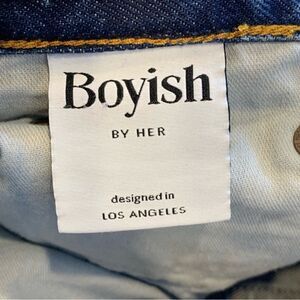 Boyish
BY HER
designed in
LOS ANGELES